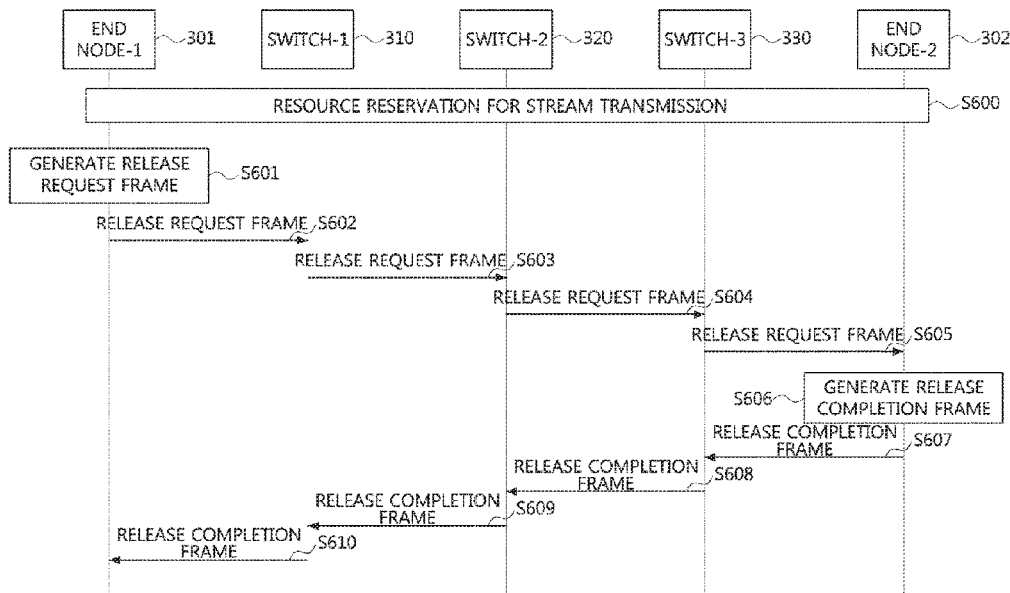 END
NODE-1
301
SWITCH-1
310
SWITCH-2
320
SWITCH-3
330
END
NODE-2
302
RESOURCE RESERVATION FOR STREAM TRANSMISSION
S600
GENERATE RELEASE
REQUEST FRAME
S601
RELEASE REQUEST FRAME
S602
RELEASE REQUEST FRAME
S603
RELEASE REQUEST FRAME
S604
RELEASE REQUEST FRAME
S605
S606
GENERATE RELEASE
COMPLETION FRAME
RELEASE COMPLETION
FRAME
S607
RELEASE COMPLETION
FRAME
S608
RELEASE COMPLETION
FRAME
S609
RELEASE COMPLETION
FRAME
S610